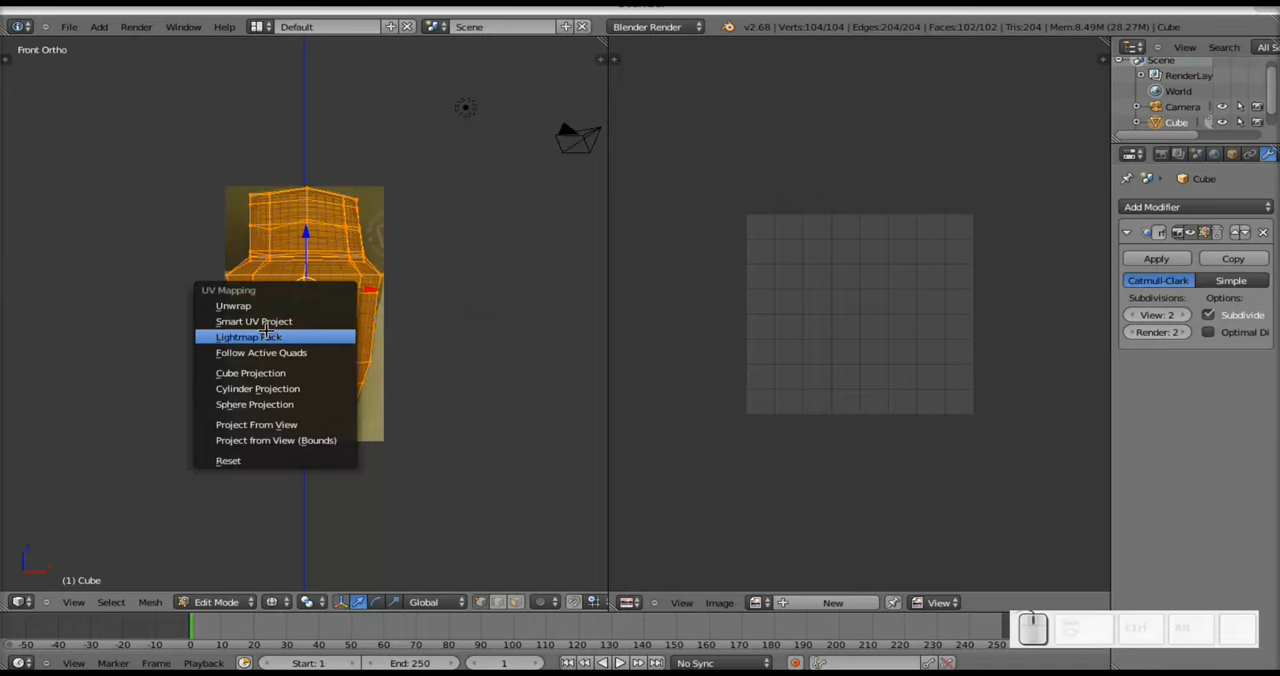 File Add Render Window Help Default Scene Blender Render v2.68 | Verts:104/104 | Edges:204/204 | Faces:102/102 | Tris:204 | Mem:8.49M (28.27M) | Cube
Front Ortho
View Search All S
Scene
RenderLay
World
Camera
Cube
Cube
Add Modifier
Apply Copy
Catmull-Clark Simple
Subdivisions: Options:
View: 2 Subdivide
Render: 2 Optimal Di
UV Mapping
Unwrap
Smart UV Project
Lightmap Pack
Follow Active Quads
Cube Projection
Cylinder Projection
Sphere Projection
Project From View
Project from View (Bounds)
Reset
(1) Cube
View Select Mesh Edit Mode Global View Image New View
-50 -40 -30 -20 -10 0 10 20 30 40 50 60 70 80 90 100 110 120 130 140 150 160 170 180 190 200 210 220 230 240 250
Shift Ctrl Alt
View Marker Frame Playback Start: 1 End: 250 1 No Sync